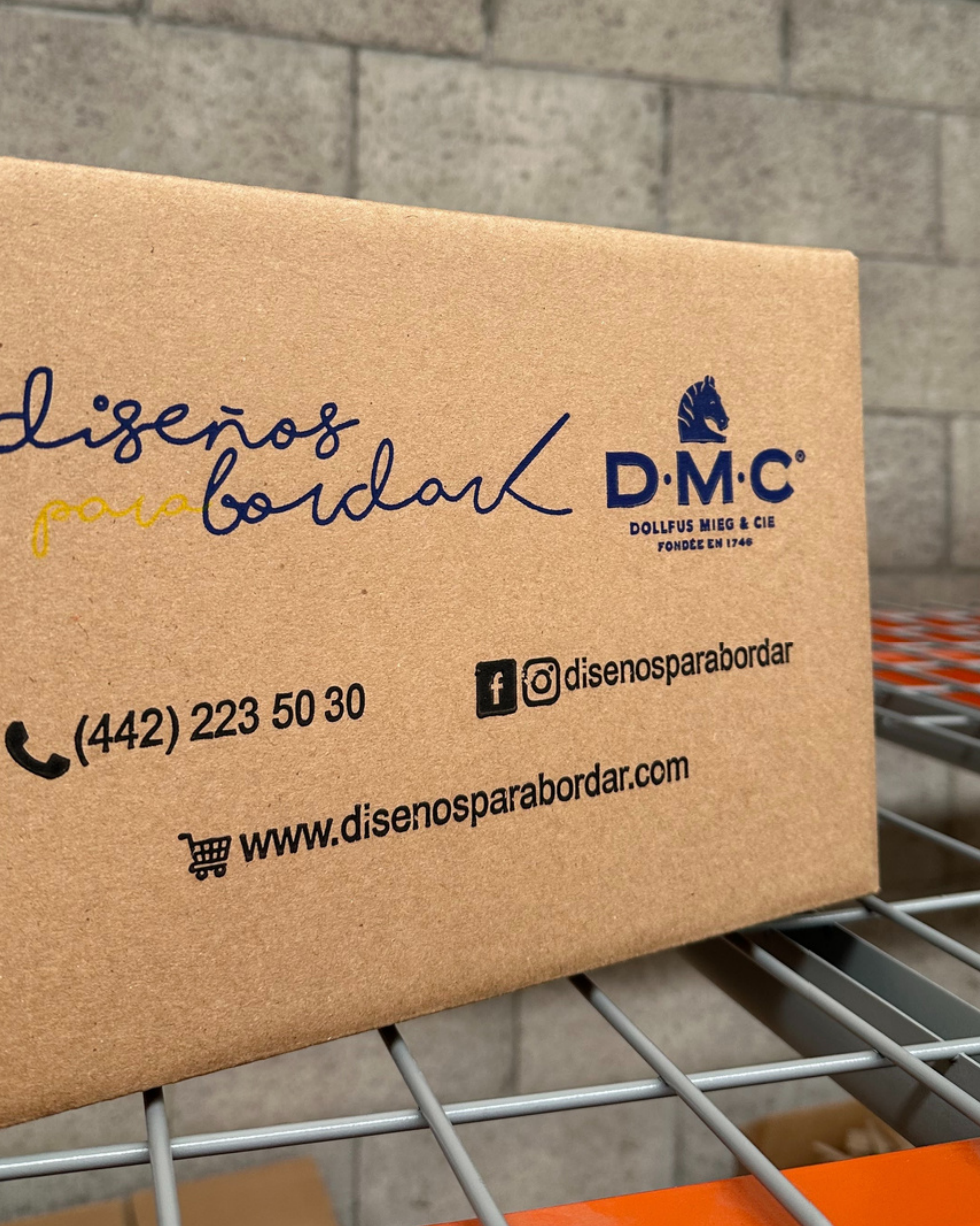 diseños
para bordar
D·M·C®
DOLLFUS MIEG & CIE
FONDÉE EN 1746
(442) 223 50 30
disenosparabordar
www.disenosparabordar.com